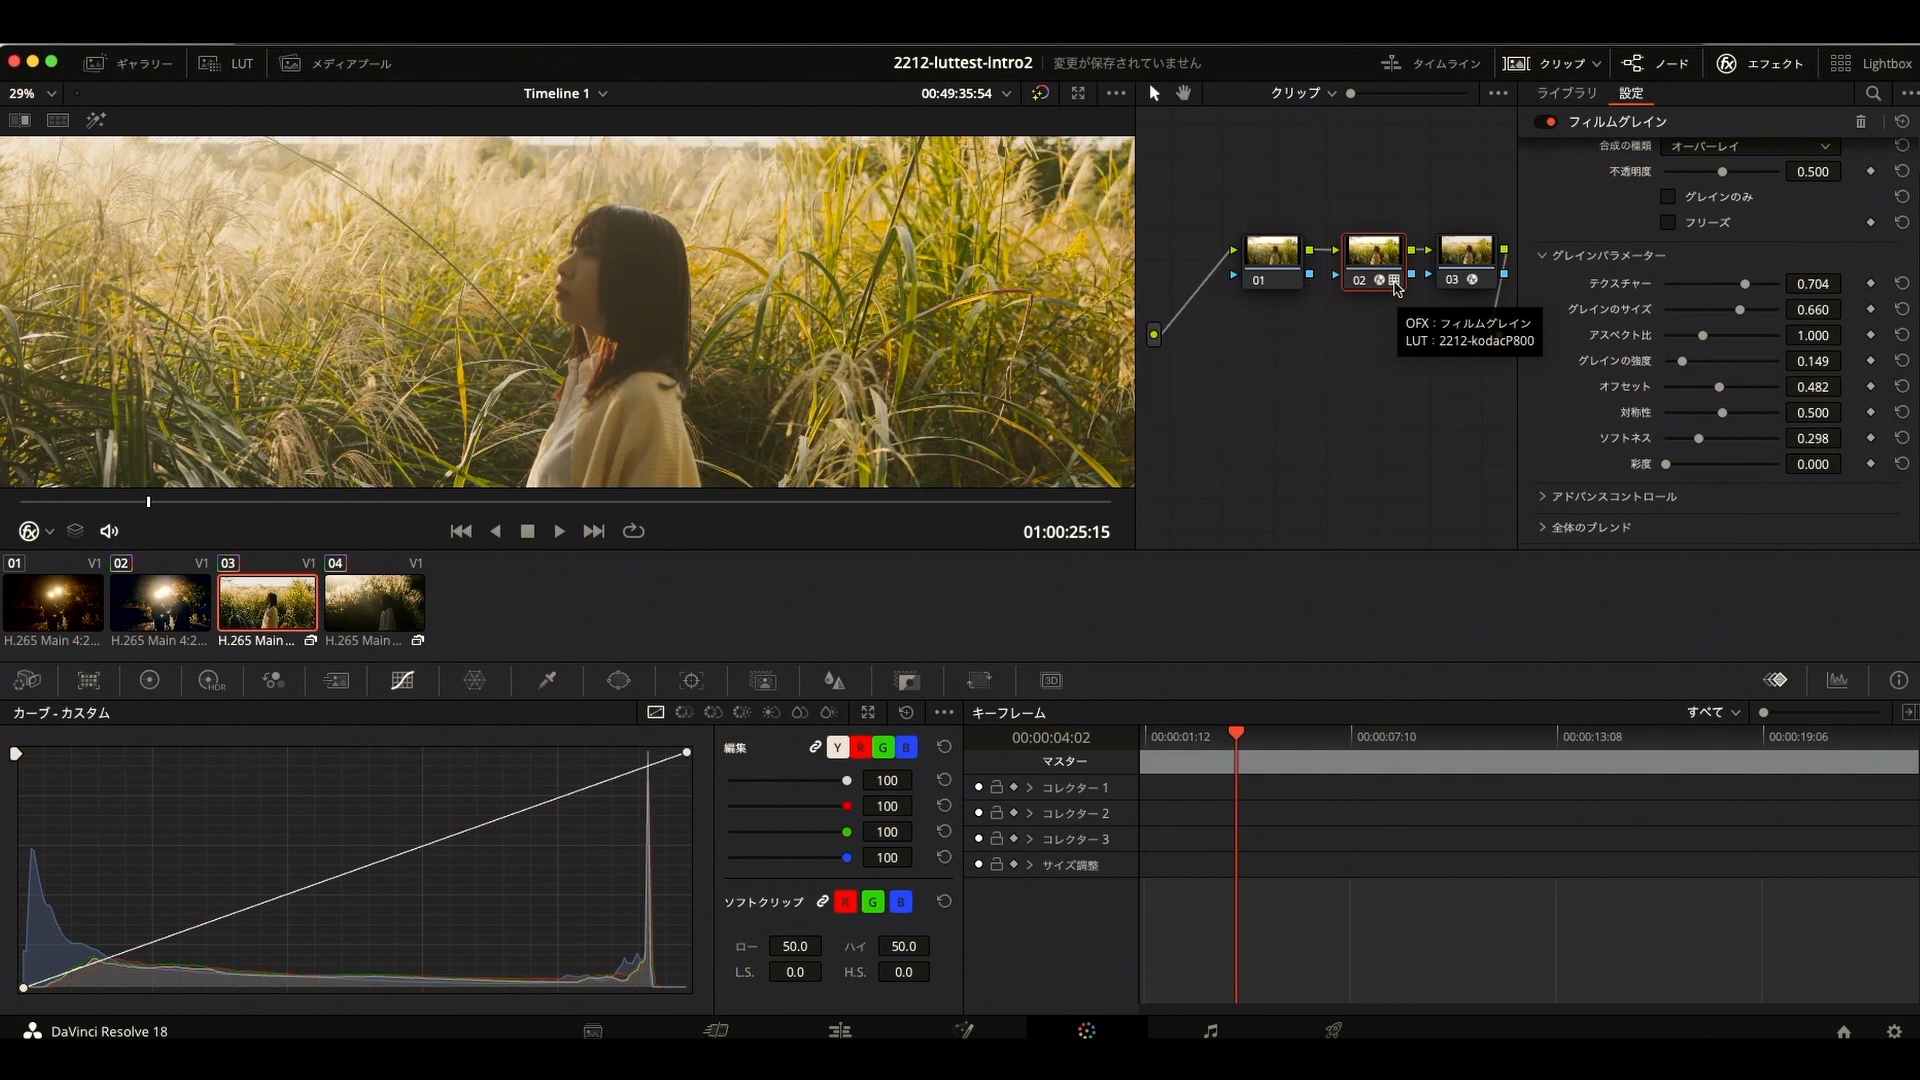 ギャラリー LUT メディアプール 2212-luttest-intro2 変更が保存されていません タイムライン クリップ ノード エフェクト Lightbox
29% Timeline 1 00:49:35:54 クリップ ライブラリ 設定
フィルムグレイン
合成の種類 オーバーレイ
不透明度 0.500
グレインのみ
フリーズ
グレインパラメーター
テクスチャー 0.704
グレインのサイズ 0.660
アスペクト比 1.000
グレインの強度 0.149
オフセット 0.482
対称性 0.500
ソフトネス 0.298
彩度 0.000
アドバンスコントロール
全体のブレンド
01 02 03
OFX：フィルムグレイン
LUT：2212-kodacP800
01:00:25:15
01 V1 02 V1 03 V1 04 V1
H.265 Main 4:2... H.265 Main 4:2... H.265 Main ... H.265 Main ...
HDR 3D
カーブ - カスタム
編集 Y R G B
100
100
100
100
ソフトクリップ R G B
ロー 50.0 ハイ 50.0
L.S. 0.0 H.S. 0.0
キーフレーム すべて
00:00:04:02 00:00:01:12 00:00:07:10 00:00:13:08 00:00:19:06
マスター
コレクター 1
コレクター 2
コレクター 3
サイズ調整
DaVinci Resolve 18